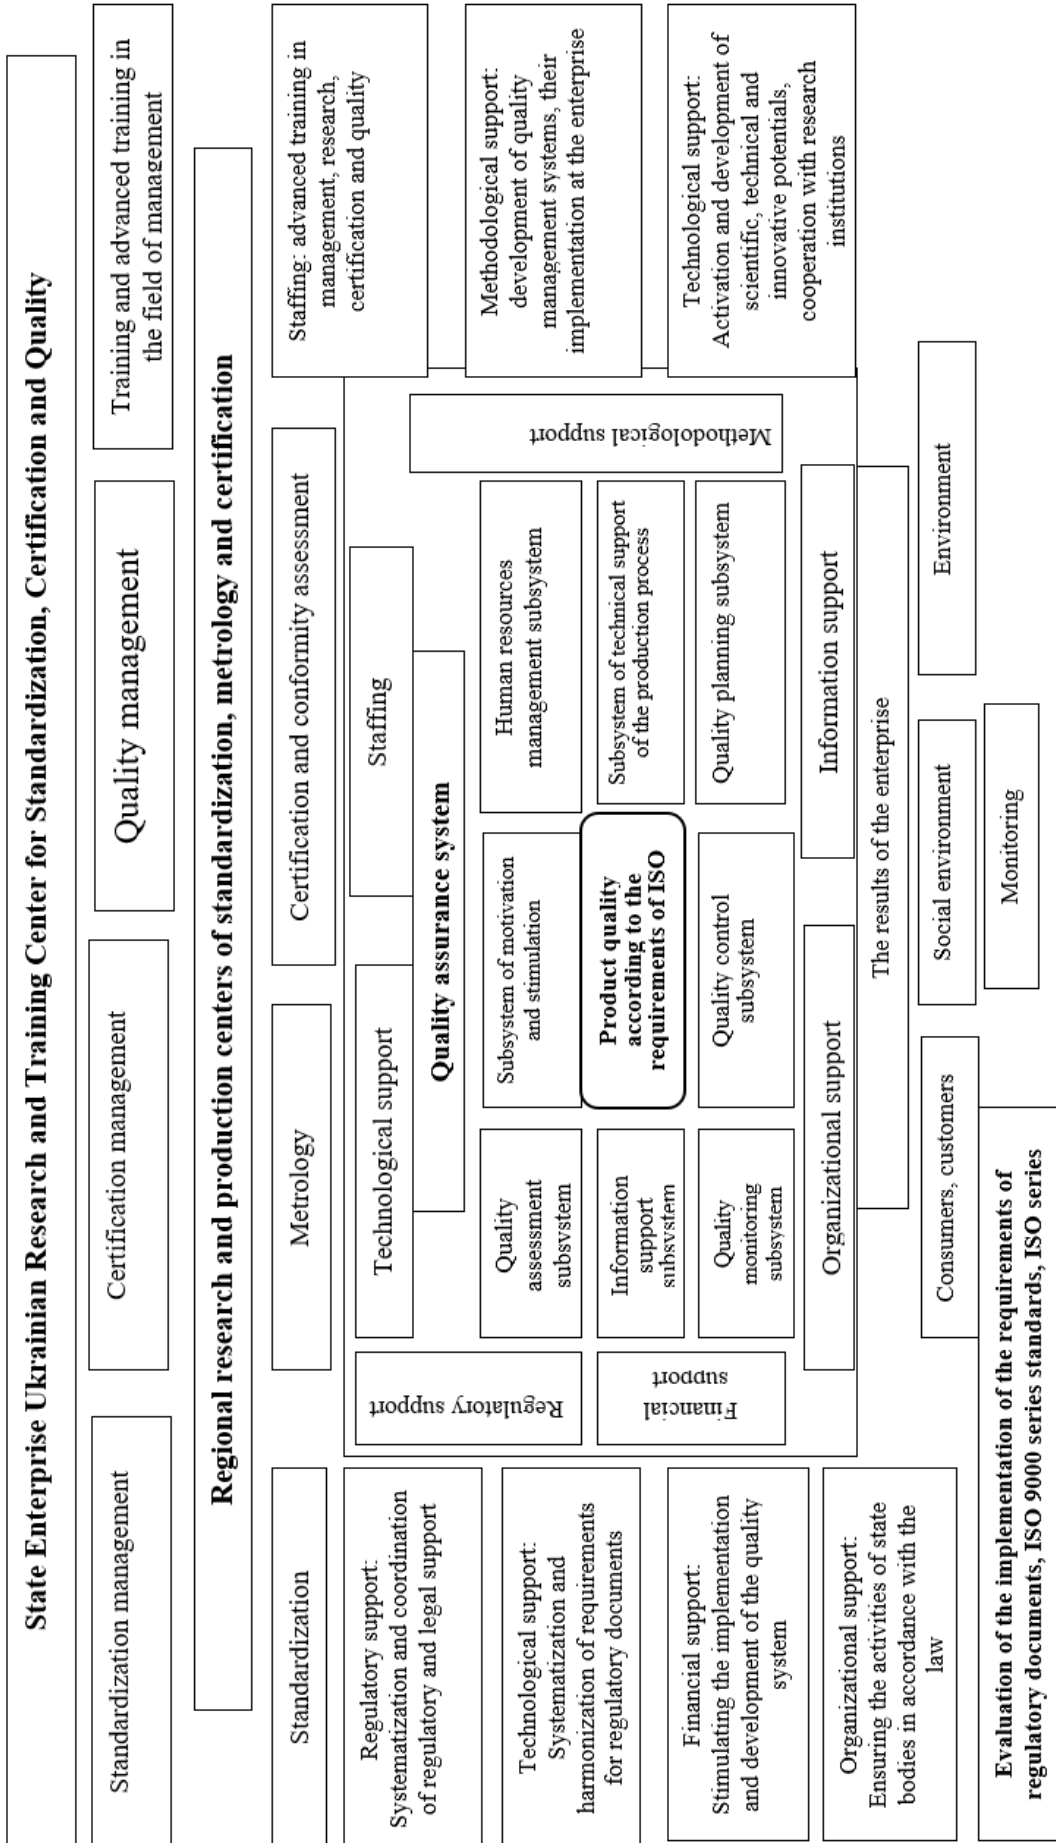 State Enterprise Ukrainian Research and Training Center for Standardization, Certification and Quality
Standardization management
Certification management
Quality management
Training and advanced training in
the field of management
Regional research and production centers of standardization, metrology and certification
Standardization
Metrology
Certification and conformity assessment
Staffing: advanced training in
management, research,
certification and quality
Regulatory support:
Systematization and coordination
of regulatory and legal support
Technological support:
Systematization and
harmonization of requirements
for regulatory documents
Financial support:
Stimulating the implementation
and development of the quality
system
Organizational support:
Ensuring the activities of state
bodies in accordance with the
law
Regulatory support
Financial
support
Technological support
Staffing
Quality assurance system
Quality
assessment
subsystem
Subsystem of motivation
and stimulation
Human resources
management subsystem
Information
support
subsystem
Product quality
according to the
requirements of ISO
Subsystem of technical support
of the production process
Quality
monitoring
subsystem
Quality control
subsystem
Quality planning subsystem
Organizational support
Information support
Methodological support
Methodological support:
development of quality
management systems, their
implementation at the enterprise
Technological support:
Activation and development of
scientific, technical and
innovative potentials,
cooperation with research
institutions
The results of the enterprise
Consumers, customers
Social environment
Environment
Evaluation of the implementation of the requirements of
regulatory documents, ISO 9000 series standards, ISO series
Monitoring